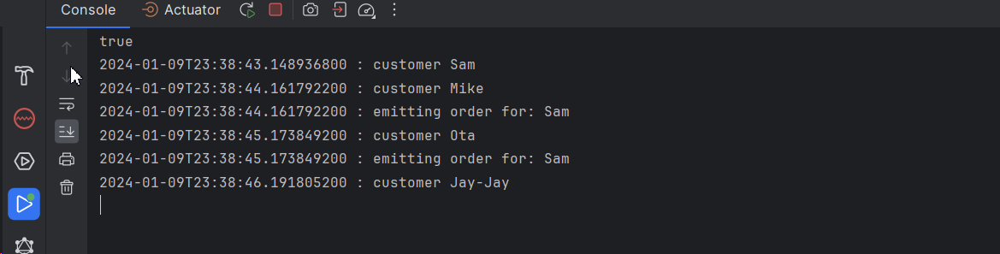 Console Actuator
true
2024-01-09T23:38:43.148936800 : customer Sam
2024-01-09T23:38:44.161792200 : customer Mike
2024-01-09T23:38:44.161792200 : emitting order for: Sam
2024-01-09T23:38:45.173849200 : customer Ota
2024-01-09T23:38:45.173849200 : emitting order for: Sam
2024-01-09T23:38:46.191805200 : customer Jay-Jay